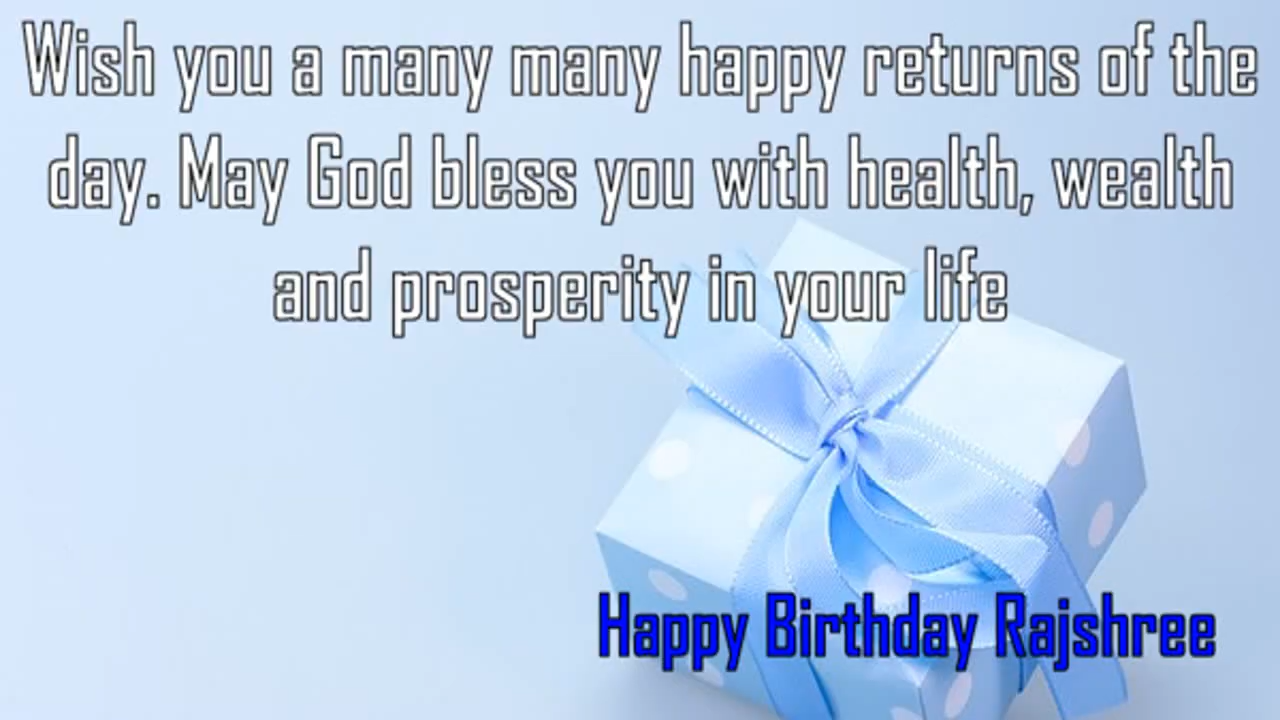 Wish you a many many happy returns of the
day. May God bless you with health, wealth
and prosperity in your life
Happy Birthday Rajshree